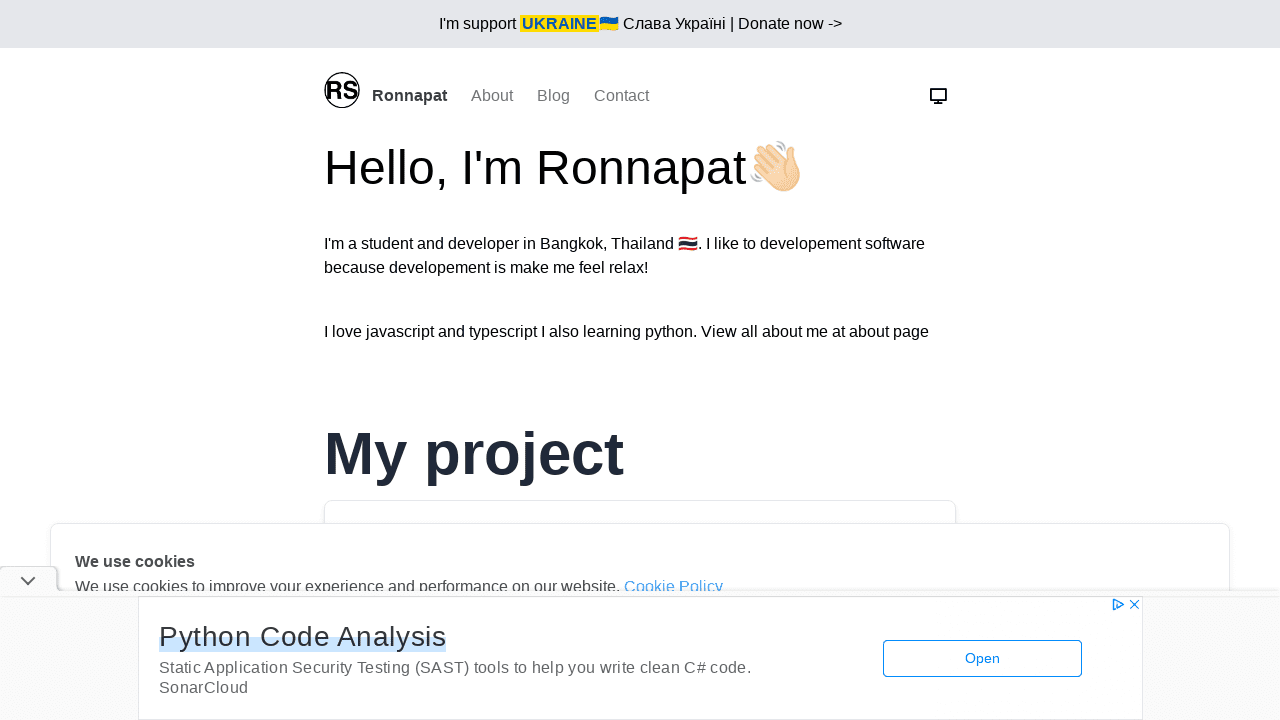 I'm support UKRAINE🇺🇦 Слава Україні | Donate now ->
RS Ronnapat About Blog Contact
Hello, I'm Ronnapat👋🏻
I'm a student and developer in Bangkok, Thailand 🇹🇭. I like to developement software
because developement is make me feel relax!
I love javascript and typescript I also learning python. View all about me at about page
My project
We use cookies
We use cookies to improve your experience and performance on our website. Cookie Policy
Python Code Analysis
Static Application Security Testing (SAST) tools to help you write clean C# code.
SonarCloud
Open